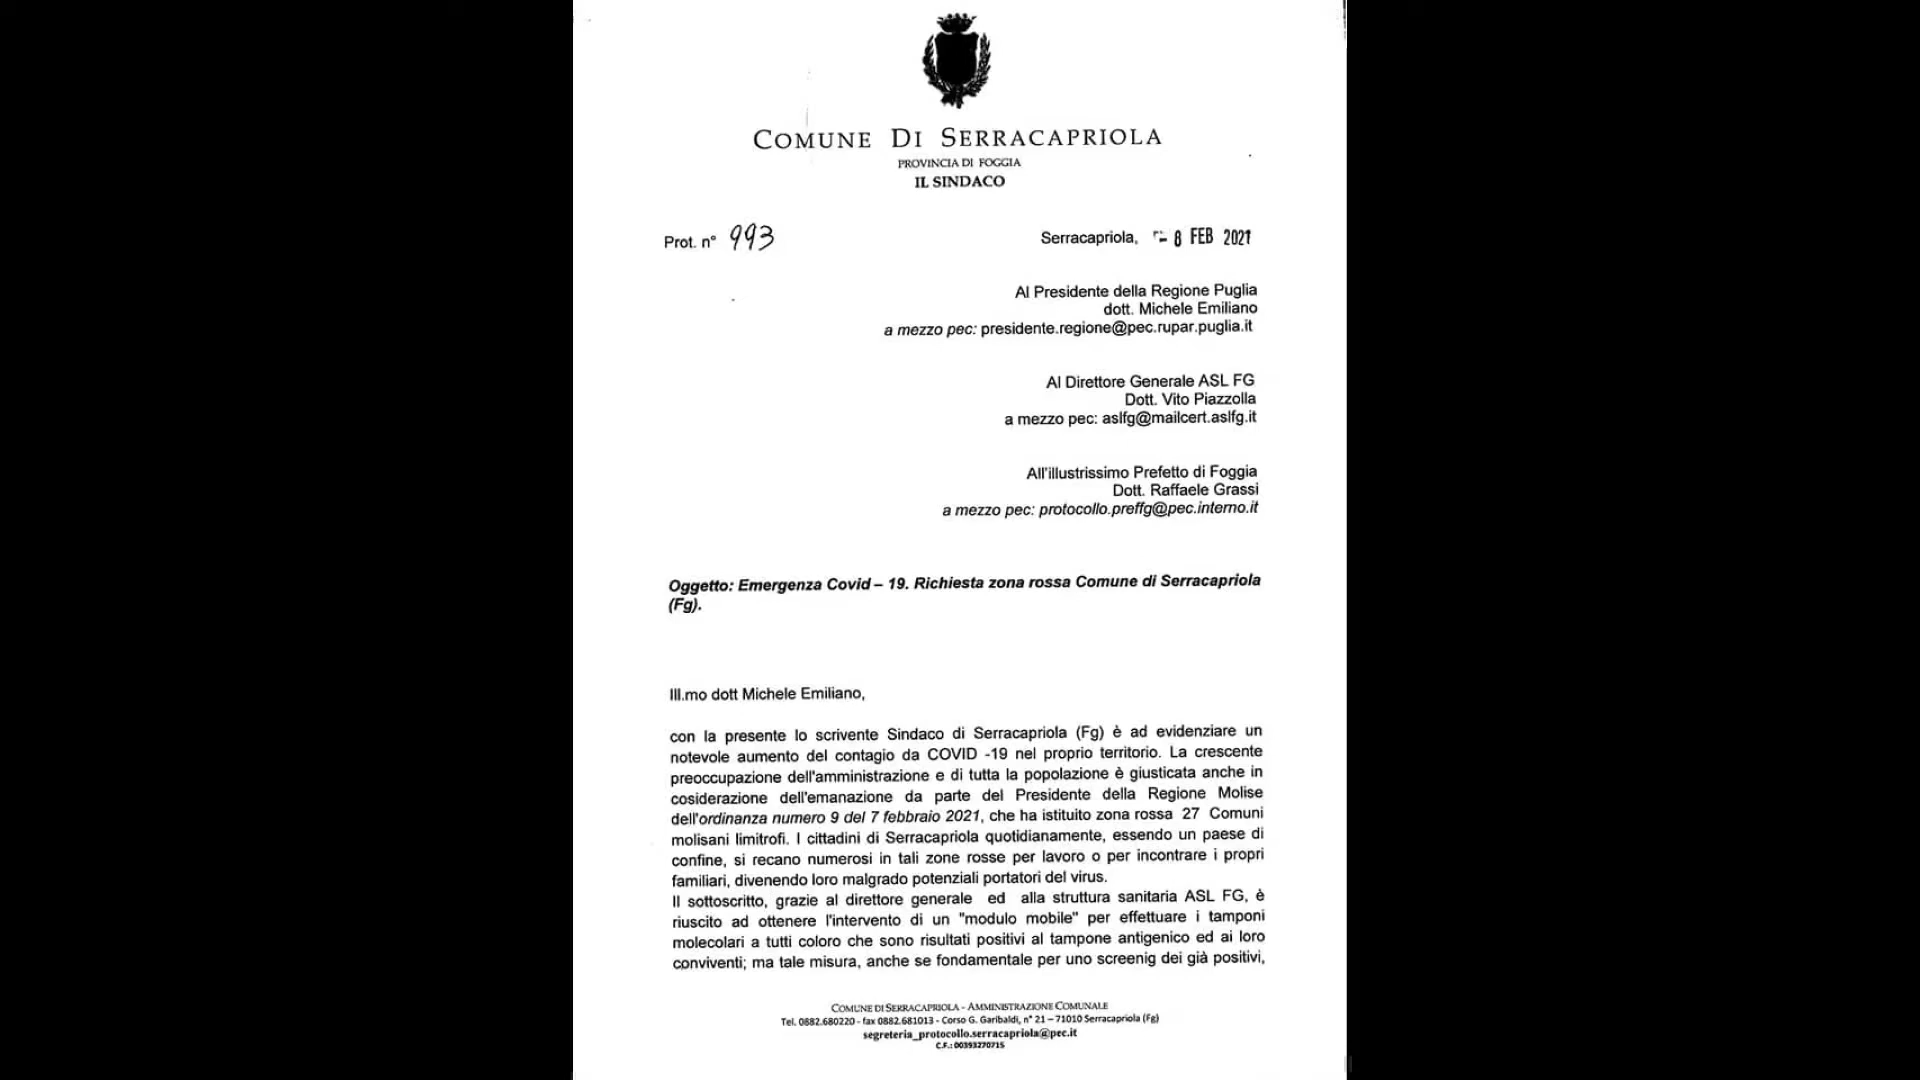 COMUNE DI SERRACAPRIOLA
PROVINCIA DI FOGGIA
IL SINDACO
Prot. n° 993
Serracapriola, - 8 FEB 2021
Al Presidente della Regione Puglia
dott. Michele Emiliano
a mezzo pec: presidente.regione@pec.rupar.puglia.it
Al Direttore Generale ASL FG
Dott. Vito Piazzolla
a mezzo pec: aslfg@mailcert.aslfg.it
All'illustrissimo Prefetto di Foggia
Dott. Raffaele Grassi
a mezzo pec: protocollo.preffg@pec.interno.it
Oggetto: Emergenza Covid – 19. Richiesta zona rossa Comune di Serracapriola
(Fg).
Ill.mo dott Michele Emiliano,
con la presente lo scrivente Sindaco di Serracapriola (Fg) è ad evidenziare un
notevole aumento del contagio da COVID -19 nel proprio territorio. La crescente
preoccupazione dell'amministrazione e di tutta la popolazione è giusticata anche in
cosiderazione dell'emanazione da parte del Presidente della Regione Molise
dell'ordinanza numero 9 del 7 febbraio 2021, che ha istituito zona rossa 27 Comuni
molisani limitrofi. I cittadini di Serracapriola quotidianamente, essendo un paese di
confine, si recano numerosi in tali zone rosse per lavoro o per incontrare i propri
familiari, divenendo loro malgrado potenziali portatori del virus.
Il sottoscritto, grazie al direttore generale ed alla struttura sanitaria ASL FG, è
riuscito ad ottenere l'intervento di un "modulo mobile" per effettuare i tamponi
molecolari a tutti coloro che sono risultati positivi al tampone antigenico ed ai loro
conviventi; ma tale misura, anche se fondamentale per uno screenig dei già positivi,
COMUNE DI SERRACAPRIOLA - AMMINISTRAZIONE COMUNALE
Tel. 0882.680220 - fax 0882.681013 - Corso G. Garibaldi, n° 21 – 71010 Serracapriola (Fg)
segreteria_protocollo.serracapriola@pec.it
C.F.: 00393270715